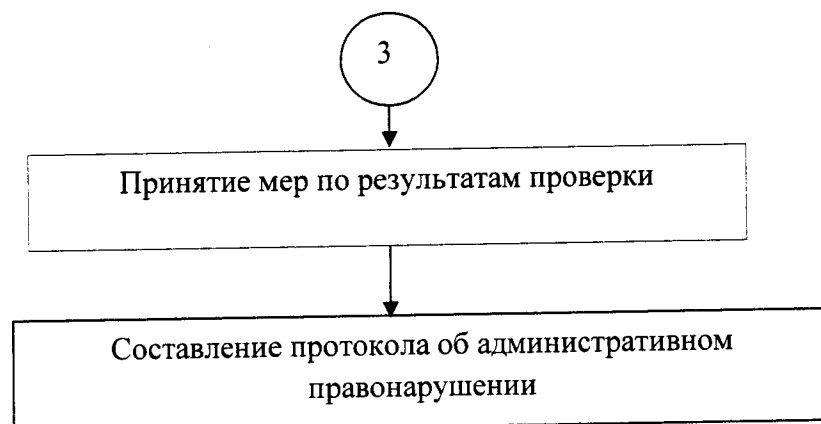 3
Принятие мер по результатам проверки
Составление протокола об административном
правонарушении